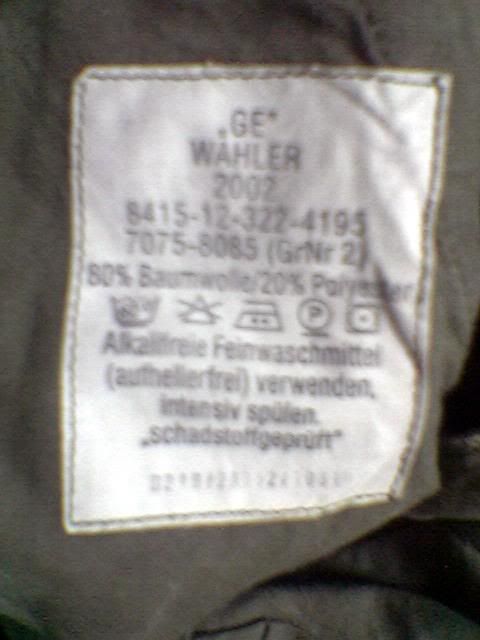 „GE“
WAHLER
2002
8415-12-322-4195
7075-8085 (GrNr 2)
80% Baumwolle/20% Polyester
P
Alkalifreie Feinwaschmittel
(aufhellerfrei) verwenden,
intensiv spülen.
„schadstoffgeprüft“